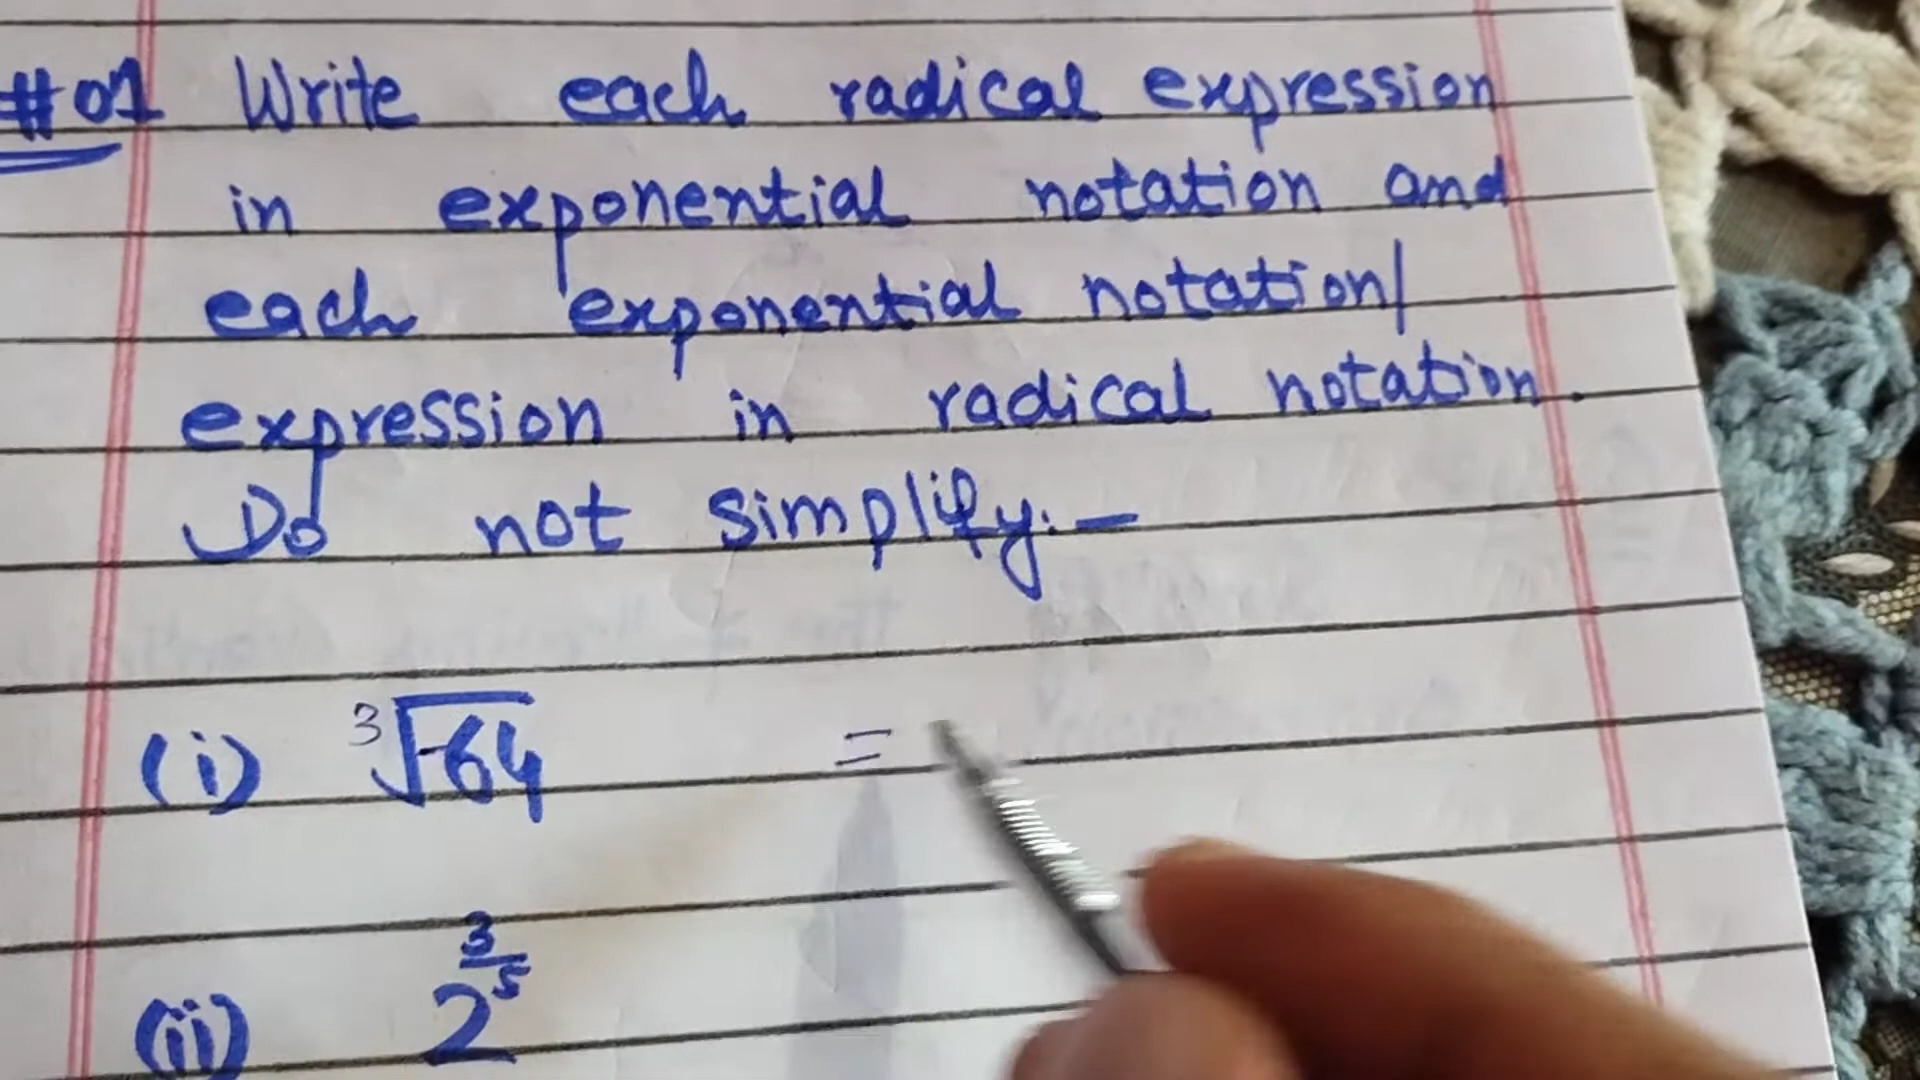 #01 Write each radical expression
in exponential notation and
each exponential notation/
expression in radical notation.
Do not simplify.—
(i) ∛-64 =
(ii) 2^3/5